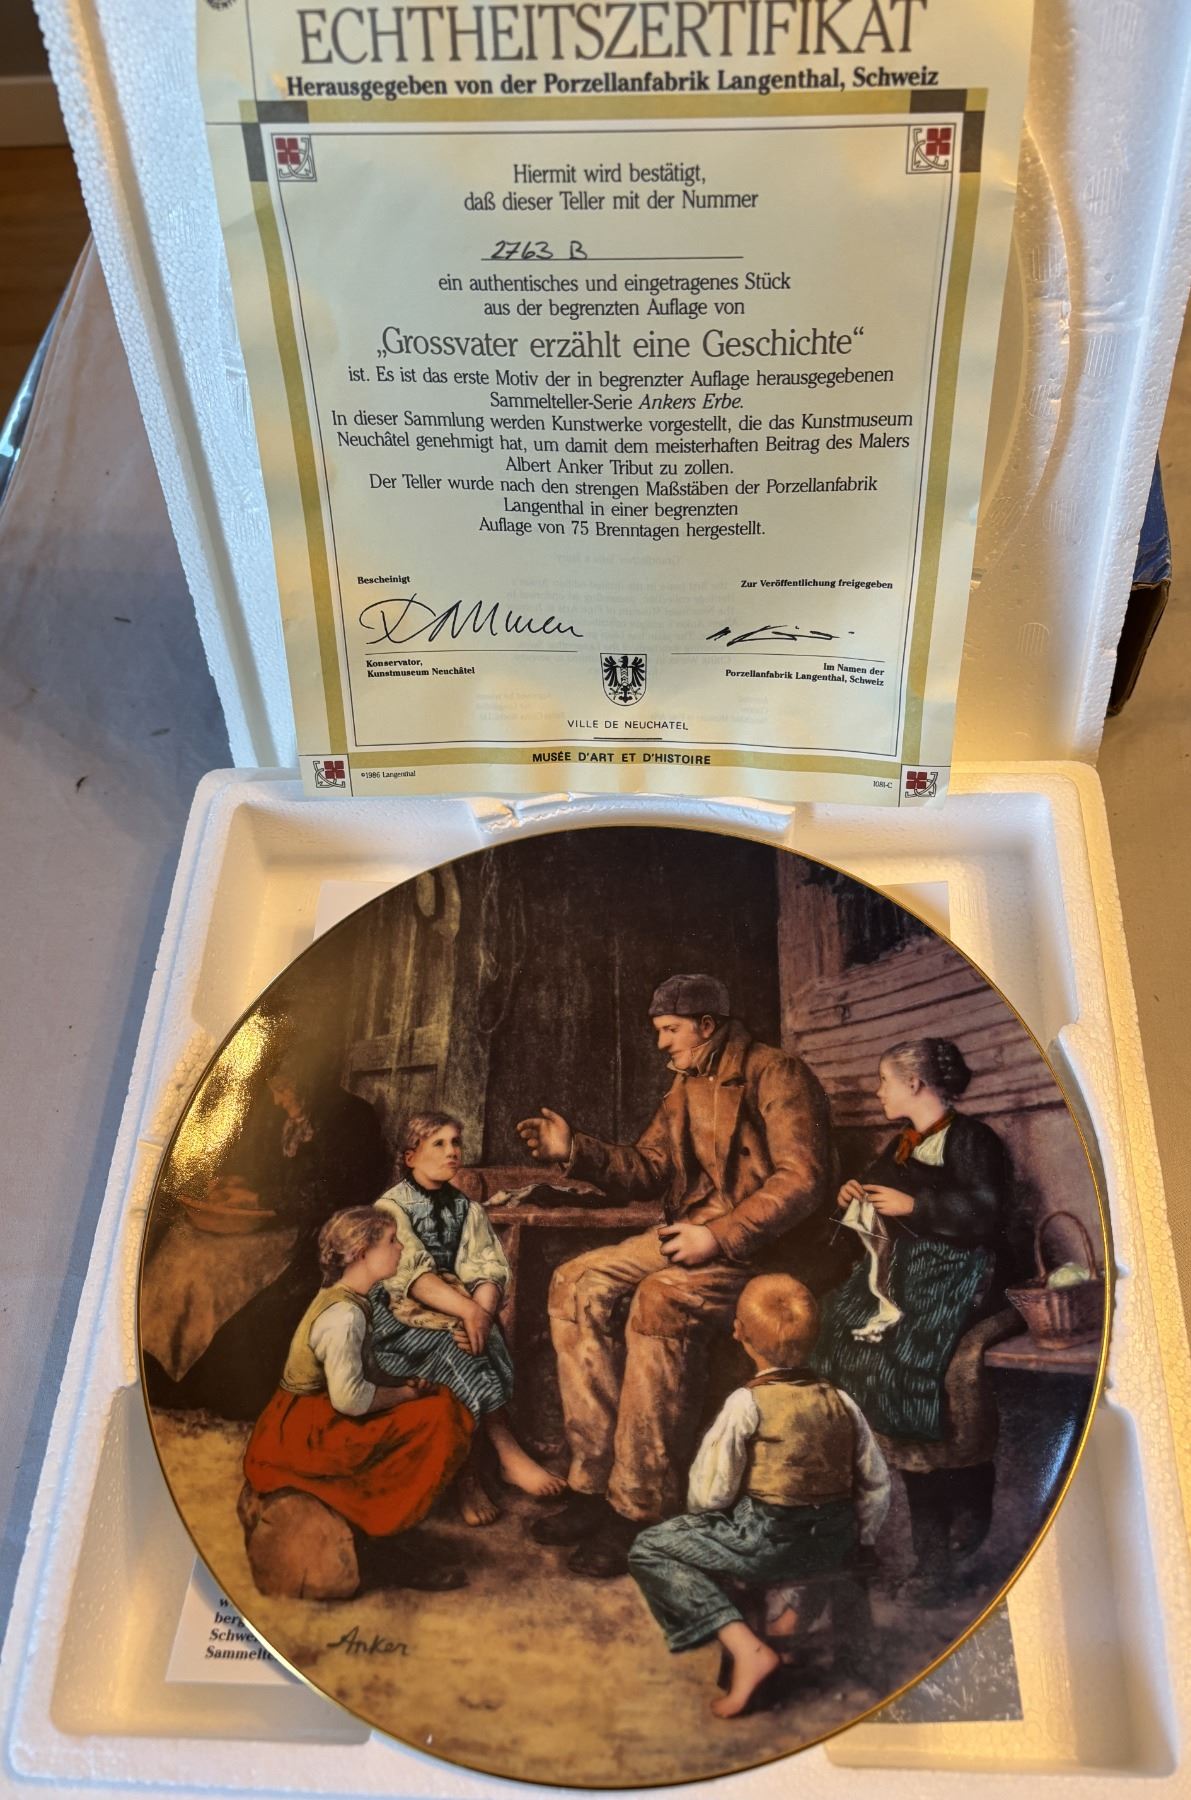 ECHTHEITSZERTIFIKAT
Herausgegeben von der Porzellanfabrik Langenthal, Schweiz
Hiermit wird bestätigt,
daß dieser Teller mit der Nummer
2763 B
ein authentisches und eingetragenes Stück
aus der begrenzten Auflage von
„Grossvater erzählt eine Geschichte“
ist. Es ist das erste Motiv der in begrenzter Auflage herausgegebenen
Sammelteller-Serie Ankers Erbe.
In dieser Sammlung werden Kunstwerke vorgestellt, die das Kunstmuseum
Neuchâtel genehmigt hat, um damit dem meisterhaften Beitrag des Malers
Albert Anker Tribut zu zollen.
Der Teller wurde nach den strengen Maßstäben der Porzellanfabrik
Langenthal in einer begrenzten
Auflage von 75 Brenntagen hergestellt.
Bescheinigt
Zur Veröffentlichung freigegeben
Konservator,
Kunstmuseum Neuchâtel
Im Namen der
Porzellanfabrik Langenthal, Schweiz
VILLE DE NEUCHATEL
MUSÉE D'ART ET D'HISTOIRE
©1986 Langenthal
1081-C
Anker